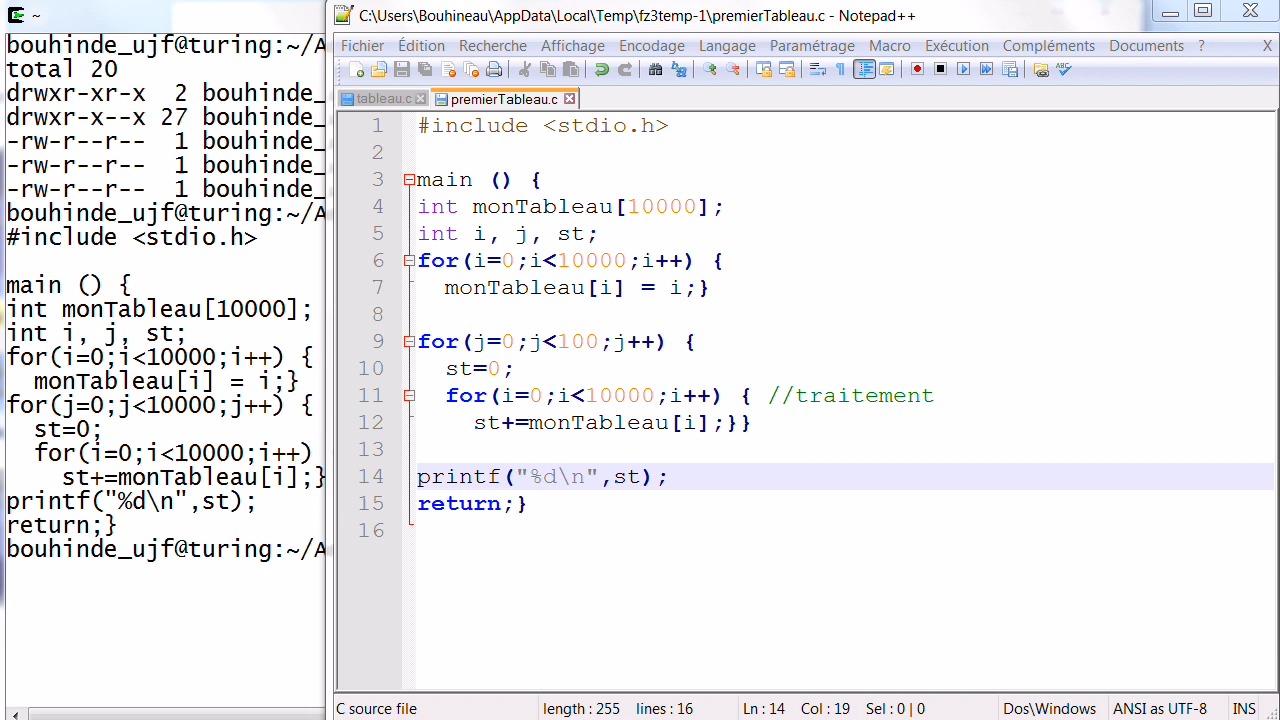 ~
bouhinde_ujf@turing:~/A
total 20
drwxr-xr-x  2 bouhinde_
drwxr-x--x 27 bouhinde_
-rw-r--r--  1 bouhinde_
-rw-r--r--  1 bouhinde_
-rw-r--r--  1 bouhinde_
bouhinde_ujf@turing:~/A
#include <stdio.h>
main () {
int monTableau[10000];
int i, j, st;
for(i=0;i<10000;i++) {
  monTableau[i] = i;}
for(j=0;j<10000;j++) {
  st=0;
  for(i=0;i<10000;i++)
    st+=monTableau[i];}
printf("%d\n",st);
return;}
bouhinde_ujf@turing:~/A
C:\Users\Bouhineau\AppData\Local\Temp\fz3temp-1\premierTableau.c - Notepad++
Fichier Édition Recherche Affichage Encodage Langage Paramétrage Macro Exécution Compléments Documents ? X
tableau.c premierTableau.c
1 #include <stdio.h>
2
3 main () {
4 int monTableau[10000];
5 int i, j, st;
6 for(i=0;i<10000;i++) {
7   monTableau[i] = i;}
8
9 for(j=0;j<100;j++) {
10   st=0;
11   for(i=0;i<10000;i++) { //traitement
12     st+=monTableau[i];}}
13
14 printf("%d\n",st);
15 return;}
16
C source file length : 255 lines : 16 Ln : 14 Col : 19 Sel : 0 | 0 Dos\Windows ANSI as UTF-8 INS